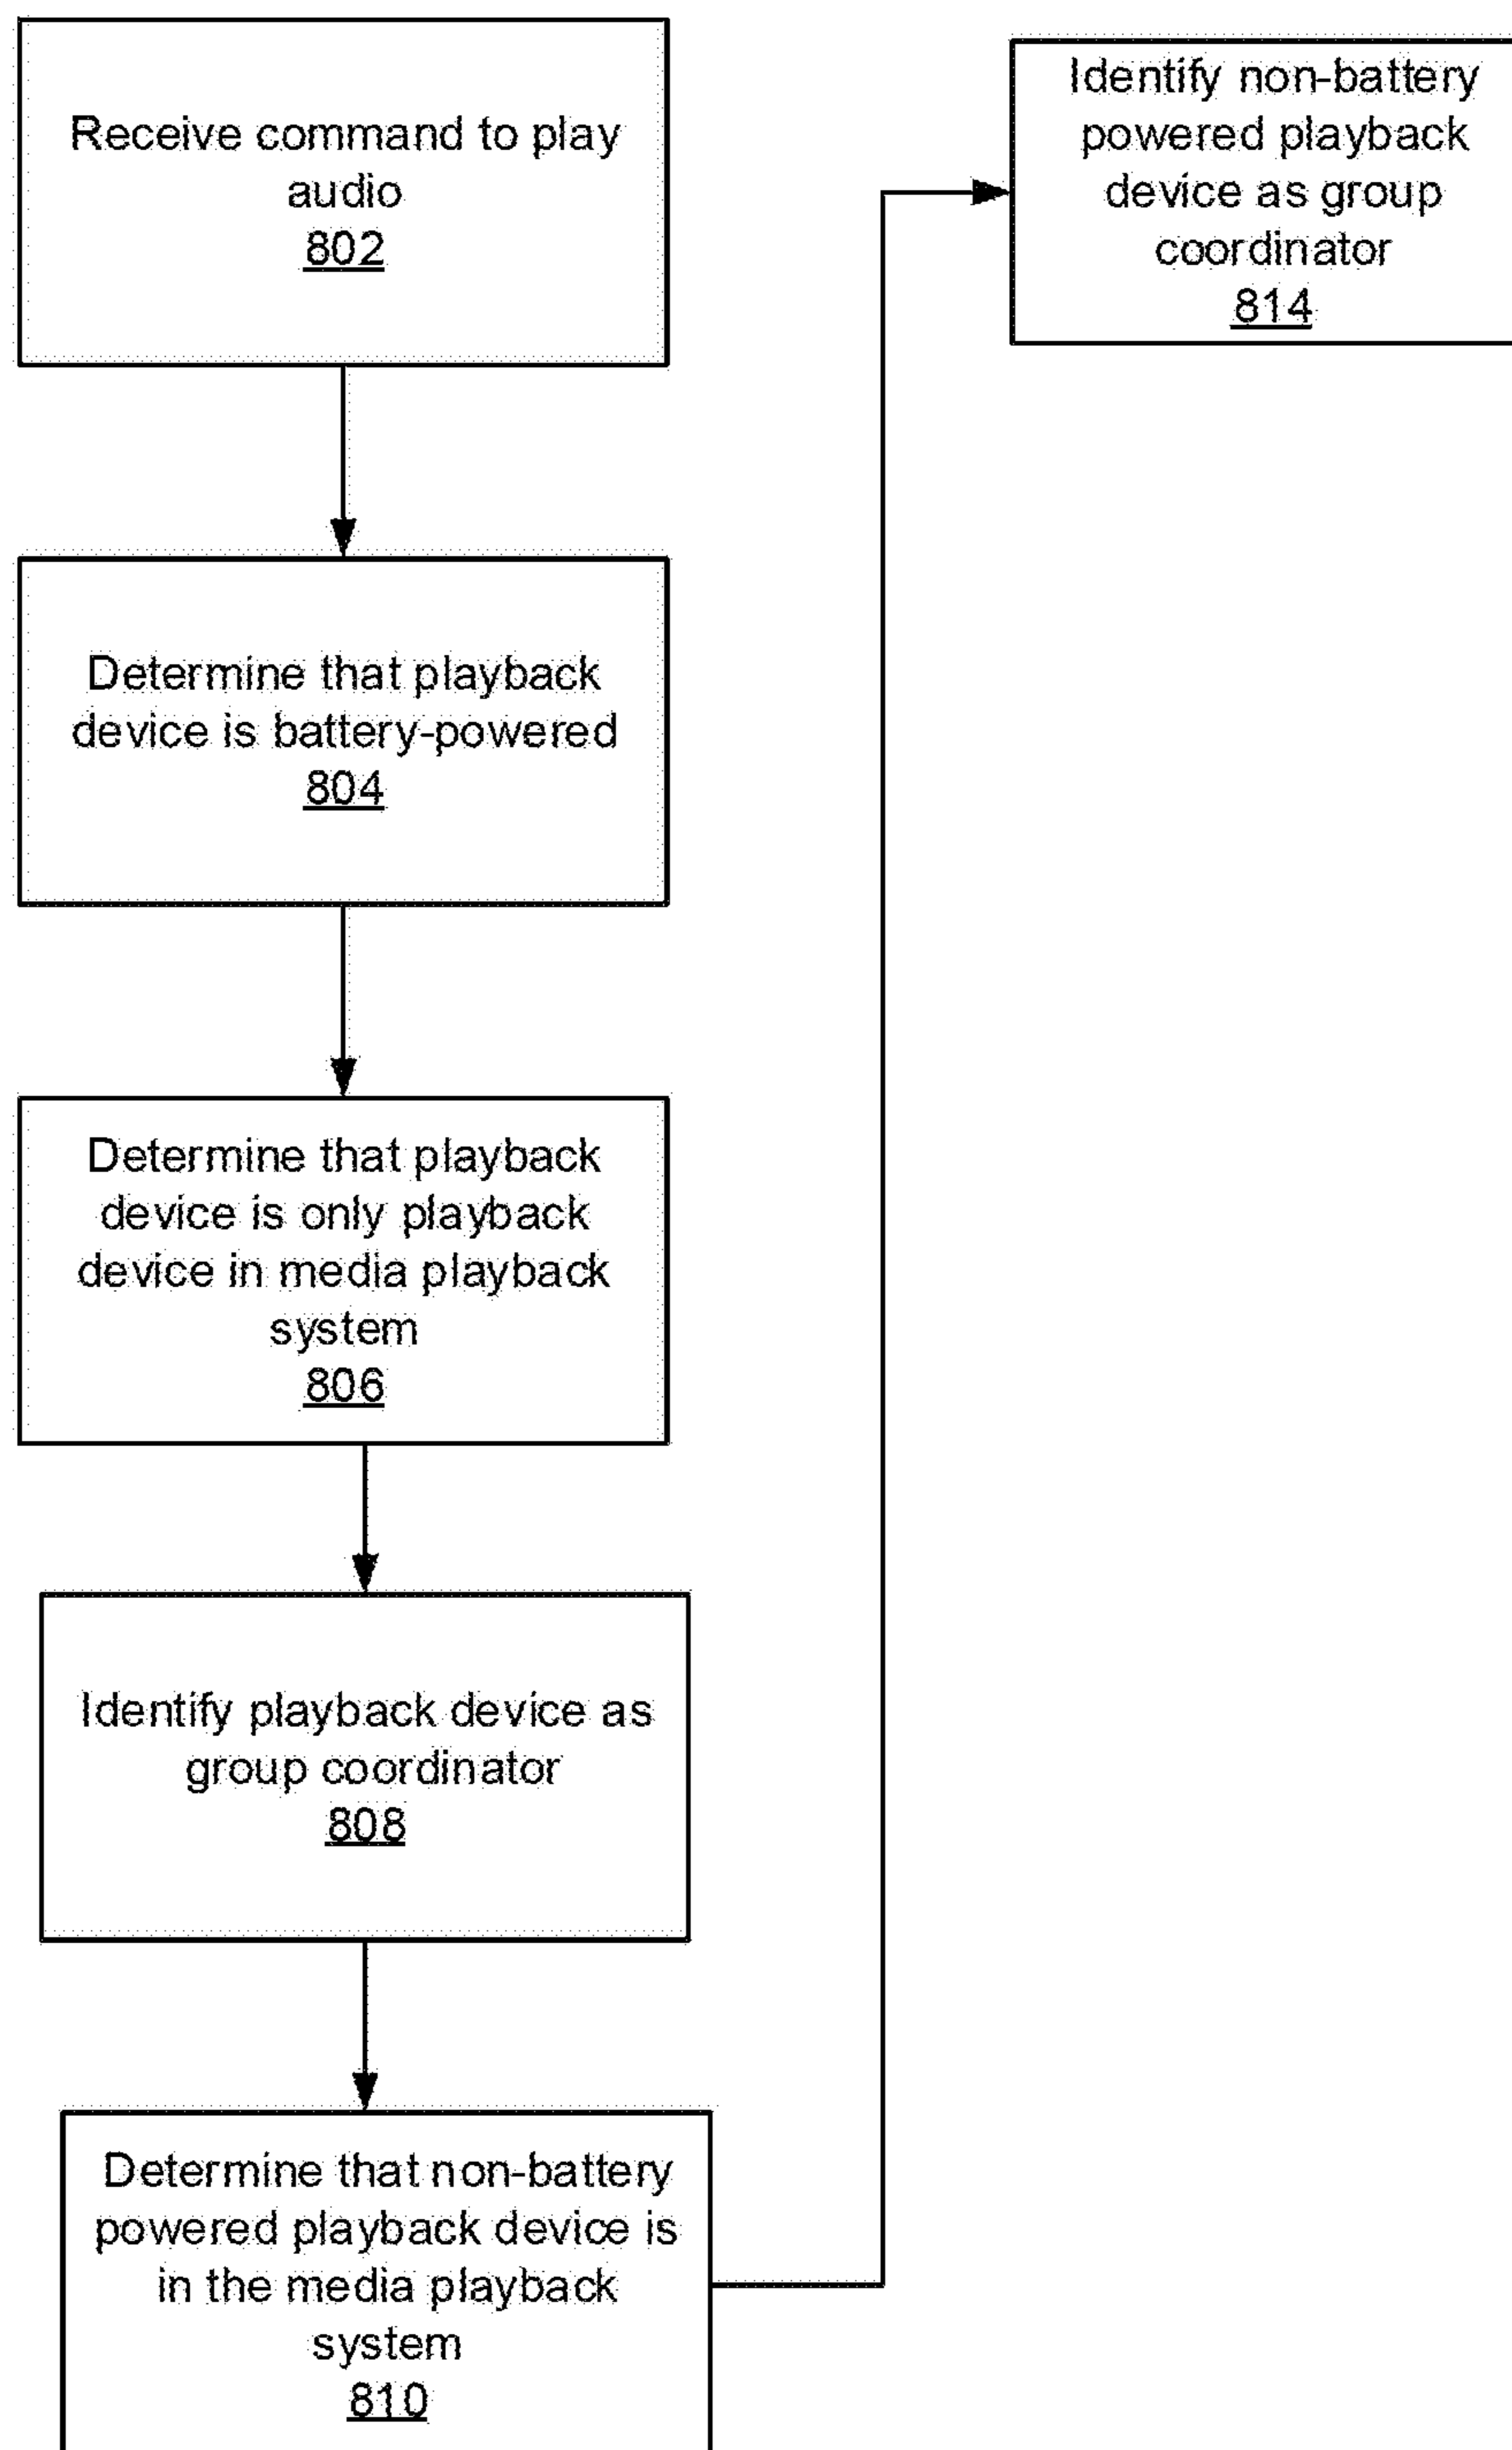 Receive command to play
audio
802
Determine that playback
device is battery-powered
804
Determine that playback
device is only playback
device in media playback
system
806
Identify playback device as
group coordinator
808
Determine that non-battery
powered playback device is
in the media playback
system
810
Identify non-battery
powered playback
device as group
coordinator
814